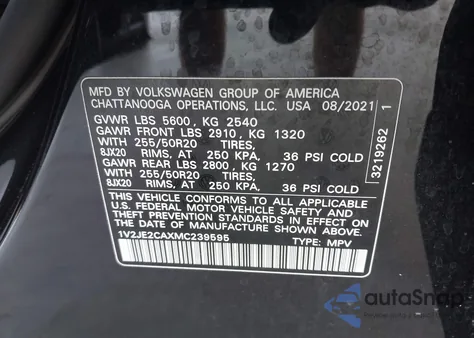 MFD BY VOLKSWAGEN GROUP OF AMERICA
CHATTANOOGA OPERATIONS, LLC. USA 08/2021
GVWR LBS 5600, KG 2540
GAWR FRONT LBS 2910, KG 1320
WITH 255/50R20 TIRES,
8JX20 RIMS, AT 250 KPA, 36 PSI COLD
GAWR REAR LBS 2800, KG 1270
WITH 255/50R20 TIRES,
8JX20 RIMS, AT 250 KPA, 36 PSI COLD
THIS VEHICLE CONFORMS TO ALL APPLICABLE
U.S. FEDERAL MOTOR VEHICLE SAFETY AND
THEFT PREVENTION STANDARDS IN EFFECT
ON THE DATE OF MANUFACTURE SHOWN ABOVE.
1V2JE2CAXMC239595 TYPE: MPV
3219262 1
autaSnap